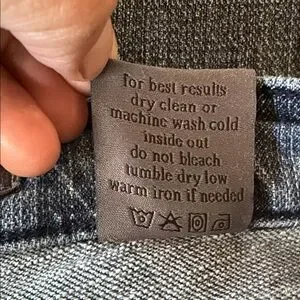 for best results
dry clean or
machine wash cold
inside out
do not bleach
tumble dry low
warm iron if needed